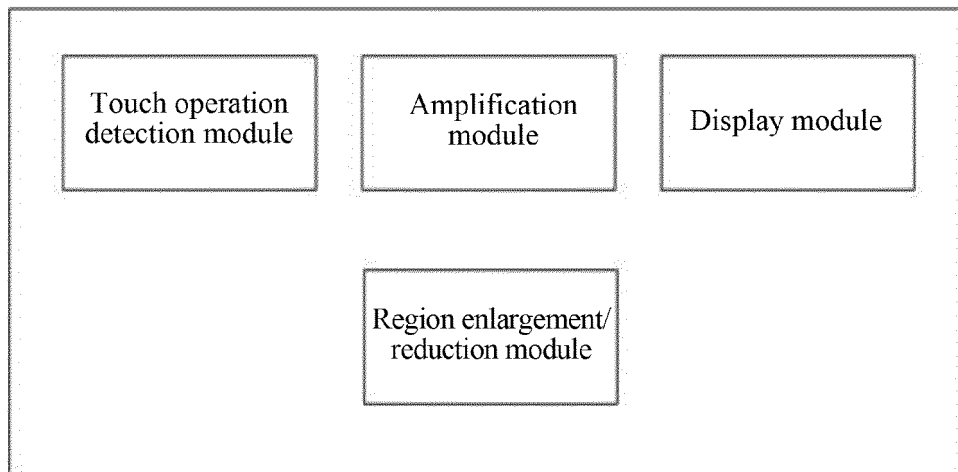 Touch operation
detection module
Amplification
module
Display module
Region enlargement/
reduction module